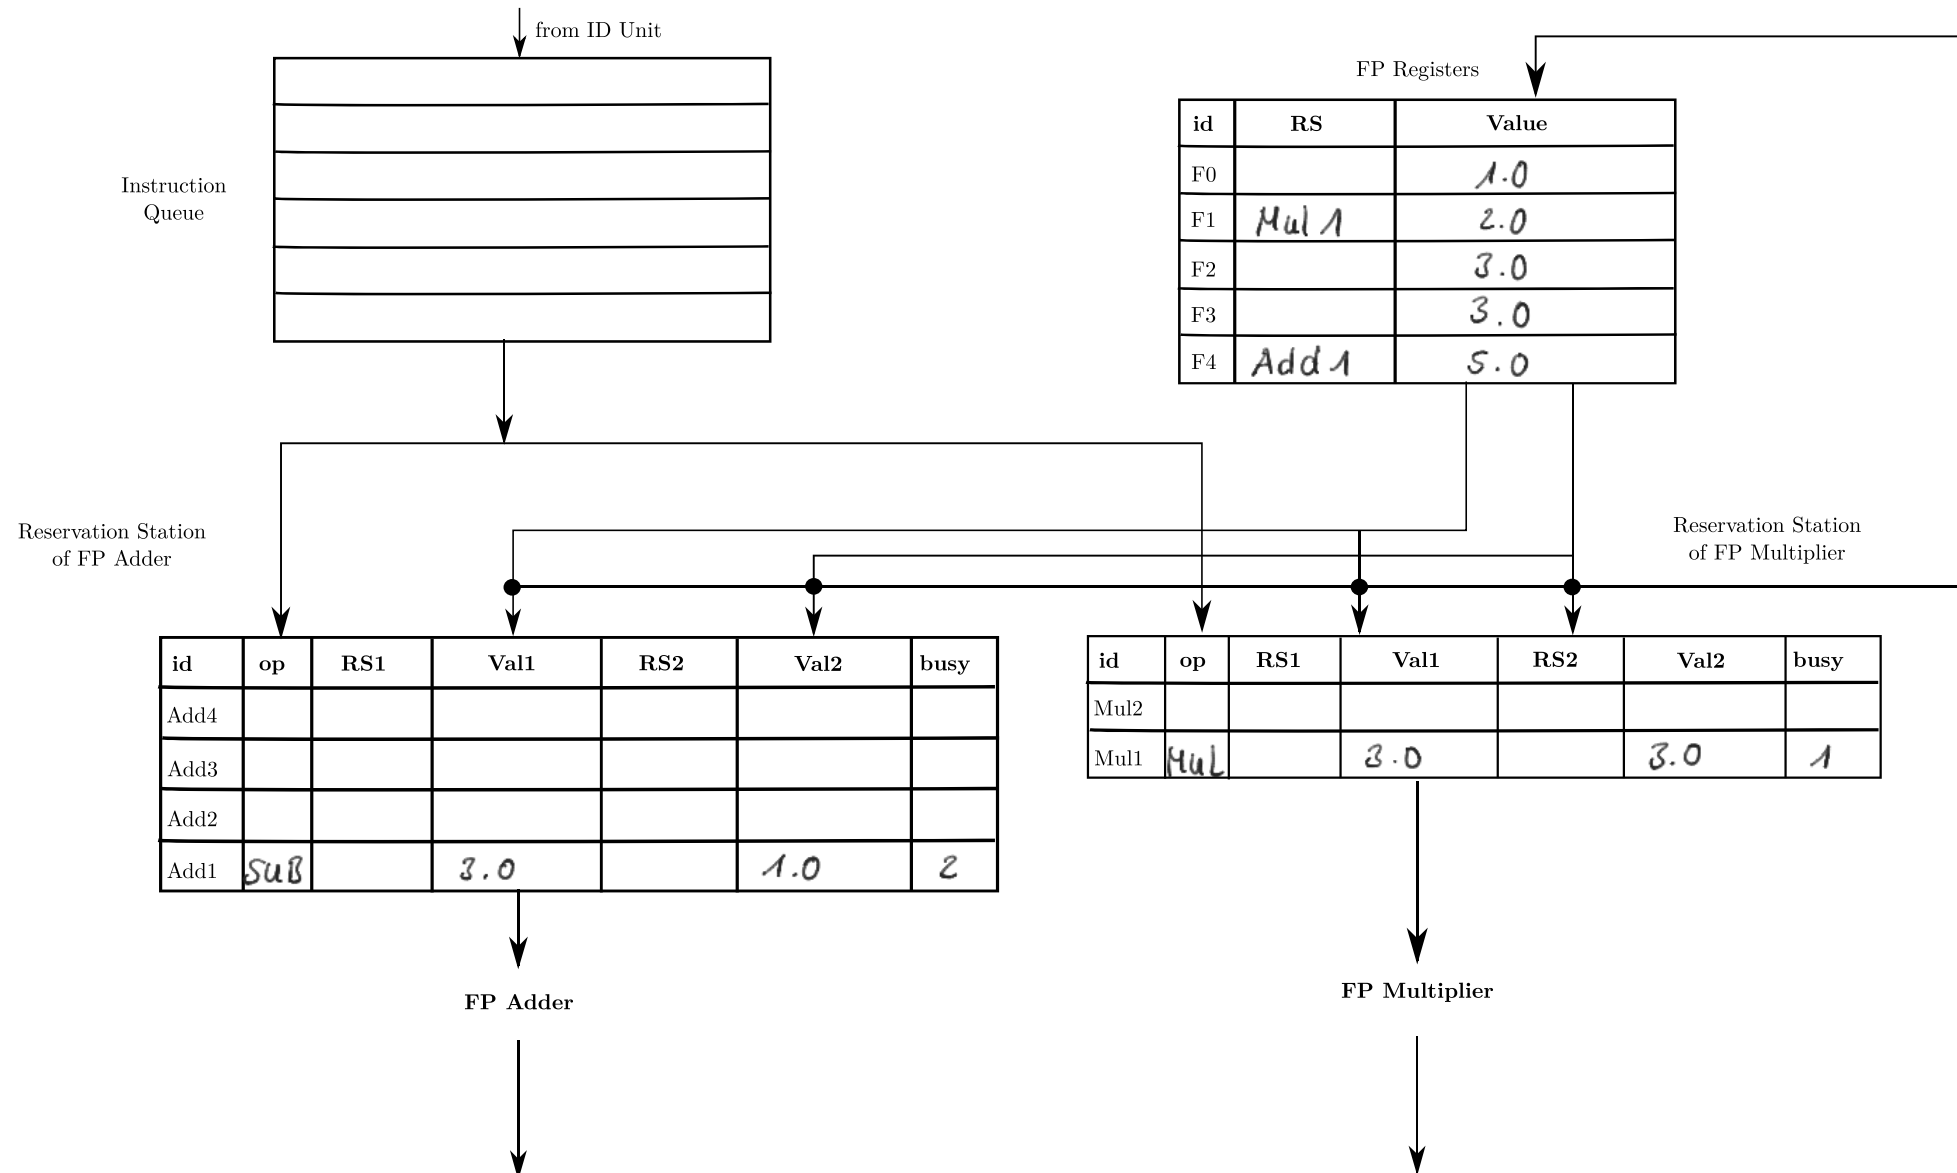 from ID Unit
Instruction
Queue
FP Registers
id RS Value
F0 1.0
F1 Mul1 2.0
F2 3.0
F3 3.0
F4 Add1 5.0
Reservation Station
of FP Adder
Reservation Station
of FP Multiplier
id op RS1 Val1 RS2 Val2 busy
Add4
Add3
Add2
Add1 SUB 3.0 1.0 2
id op RS1 Val1 RS2 Val2 busy
Mul2
Mul1 MUL 3.0 3.0 1
FP Adder
FP Multiplier